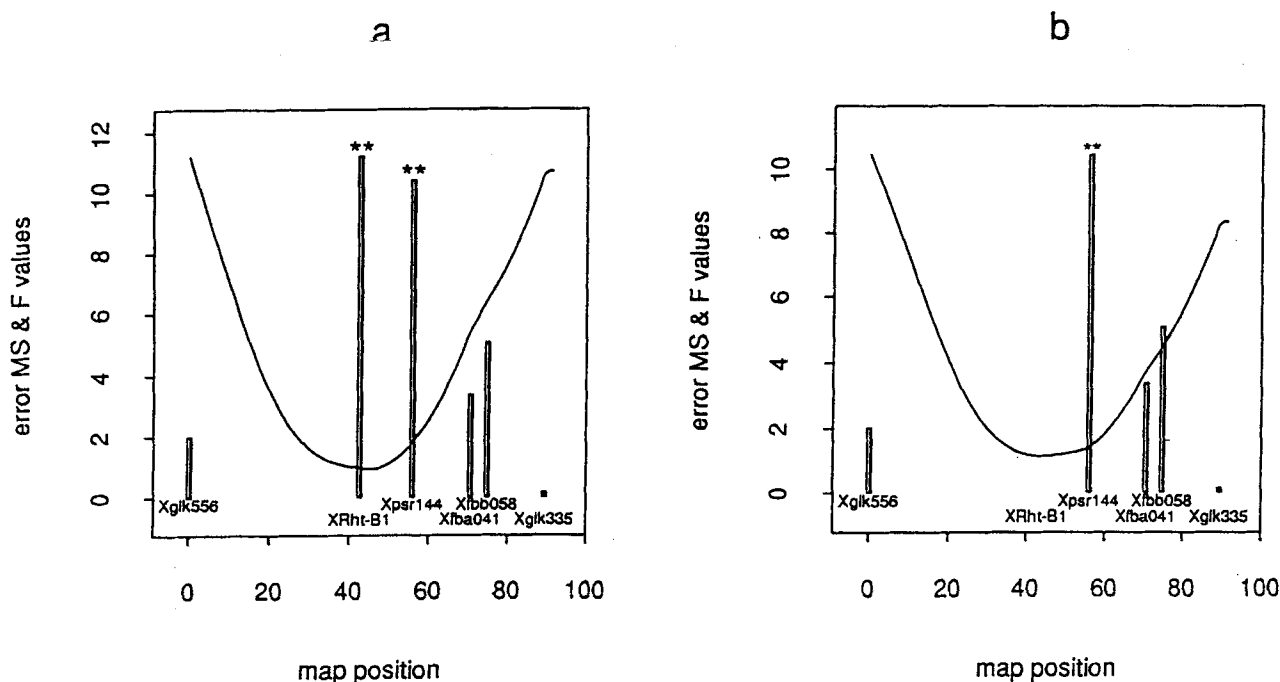 a
error MS & F values
12
10
8
6
4
2
0
**
**
Xglk556
XRht-B1
Xpsr144
Xfba041
Xfbb058
Xglk335
0 20 40 60 80 100
map position
b
error MS & F values
10
8
6
4
2
0
**
Xglk556
XRht-B1
Xpsr144
Xfba041
Xfbb058
Xglk335
0 20 40 60 80 100
map position